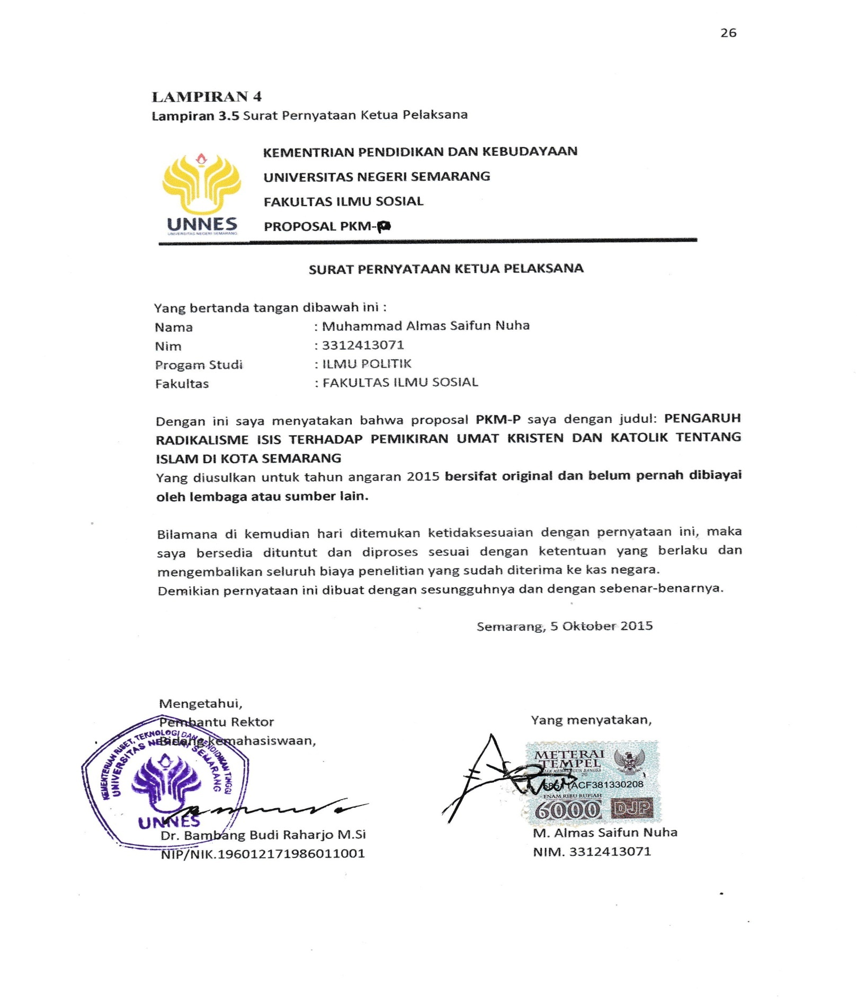 26
LAMPIRAN 4
Lampiran 3.5 Surat Pernyataan Ketua Pelaksana
KEMENTRIAN PENDIDIKAN DAN KEBUDAYAAN
UNIVERSITAS NEGERI SEMARANG
FAKULTAS ILMU SOSIAL
PROPOSAL PKM-P
UNNES
UNIVERSITAS NEGERI SEMARANG
SURAT PERNYATAAN KETUA PELAKSANA
Yang bertanda tangan dibawah ini :
Nama : Muhammad Almas Saifun Nuha
Nim : 3312413071
Progam Studi : ILMU POLITIK
Fakultas : FAKULTAS ILMU SOSIAL
Dengan ini saya menyatakan bahwa proposal PKM-P saya dengan judul: PENGARUH
RADIKALISME ISIS TERHADAP PEMIKIRAN UMAT KRISTEN DAN KATOLIK TENTANG
ISLAM DI KOTA SEMARANG
Yang diusulkan untuk tahun angaran 2015 bersifat original dan belum pernah dibiayai
oleh lembaga atau sumber lain.
Bilamana di kemudian hari ditemukan ketidaksesuaian dengan pernyataan ini, maka
saya bersedia dituntut dan diproses sesuai dengan ketentuan yang berlaku dan
mengembalikan seluruh biaya penelitian yang sudah diterima ke kas negara.
Demikian pernyataan ini dibuat dengan sesungguhnya dan dengan sebenar-benarnya.
Semarang, 5 Oktober 2015
Mengetahui,
Pembantu Rektor
Bidang kemahasiswaan,
KEMENTERIAN RISET, TEKNOLOGI DAN PENDIDIKAN TINGGI
UNIVERSITAS NEGERI SEMARANG
UNNES
Dr. Bambang Budi Raharjo M.Si
NIP/NIK.196012171986011001
Yang menyatakan,
METERAI
TEMPEL
PAJAK MEMBANGUN BANGSA
20
ACF381330208
ENAM RIBU RUPIAH
6000 DJP
M. Almas Saifun Nuha
NIM. 3312413071